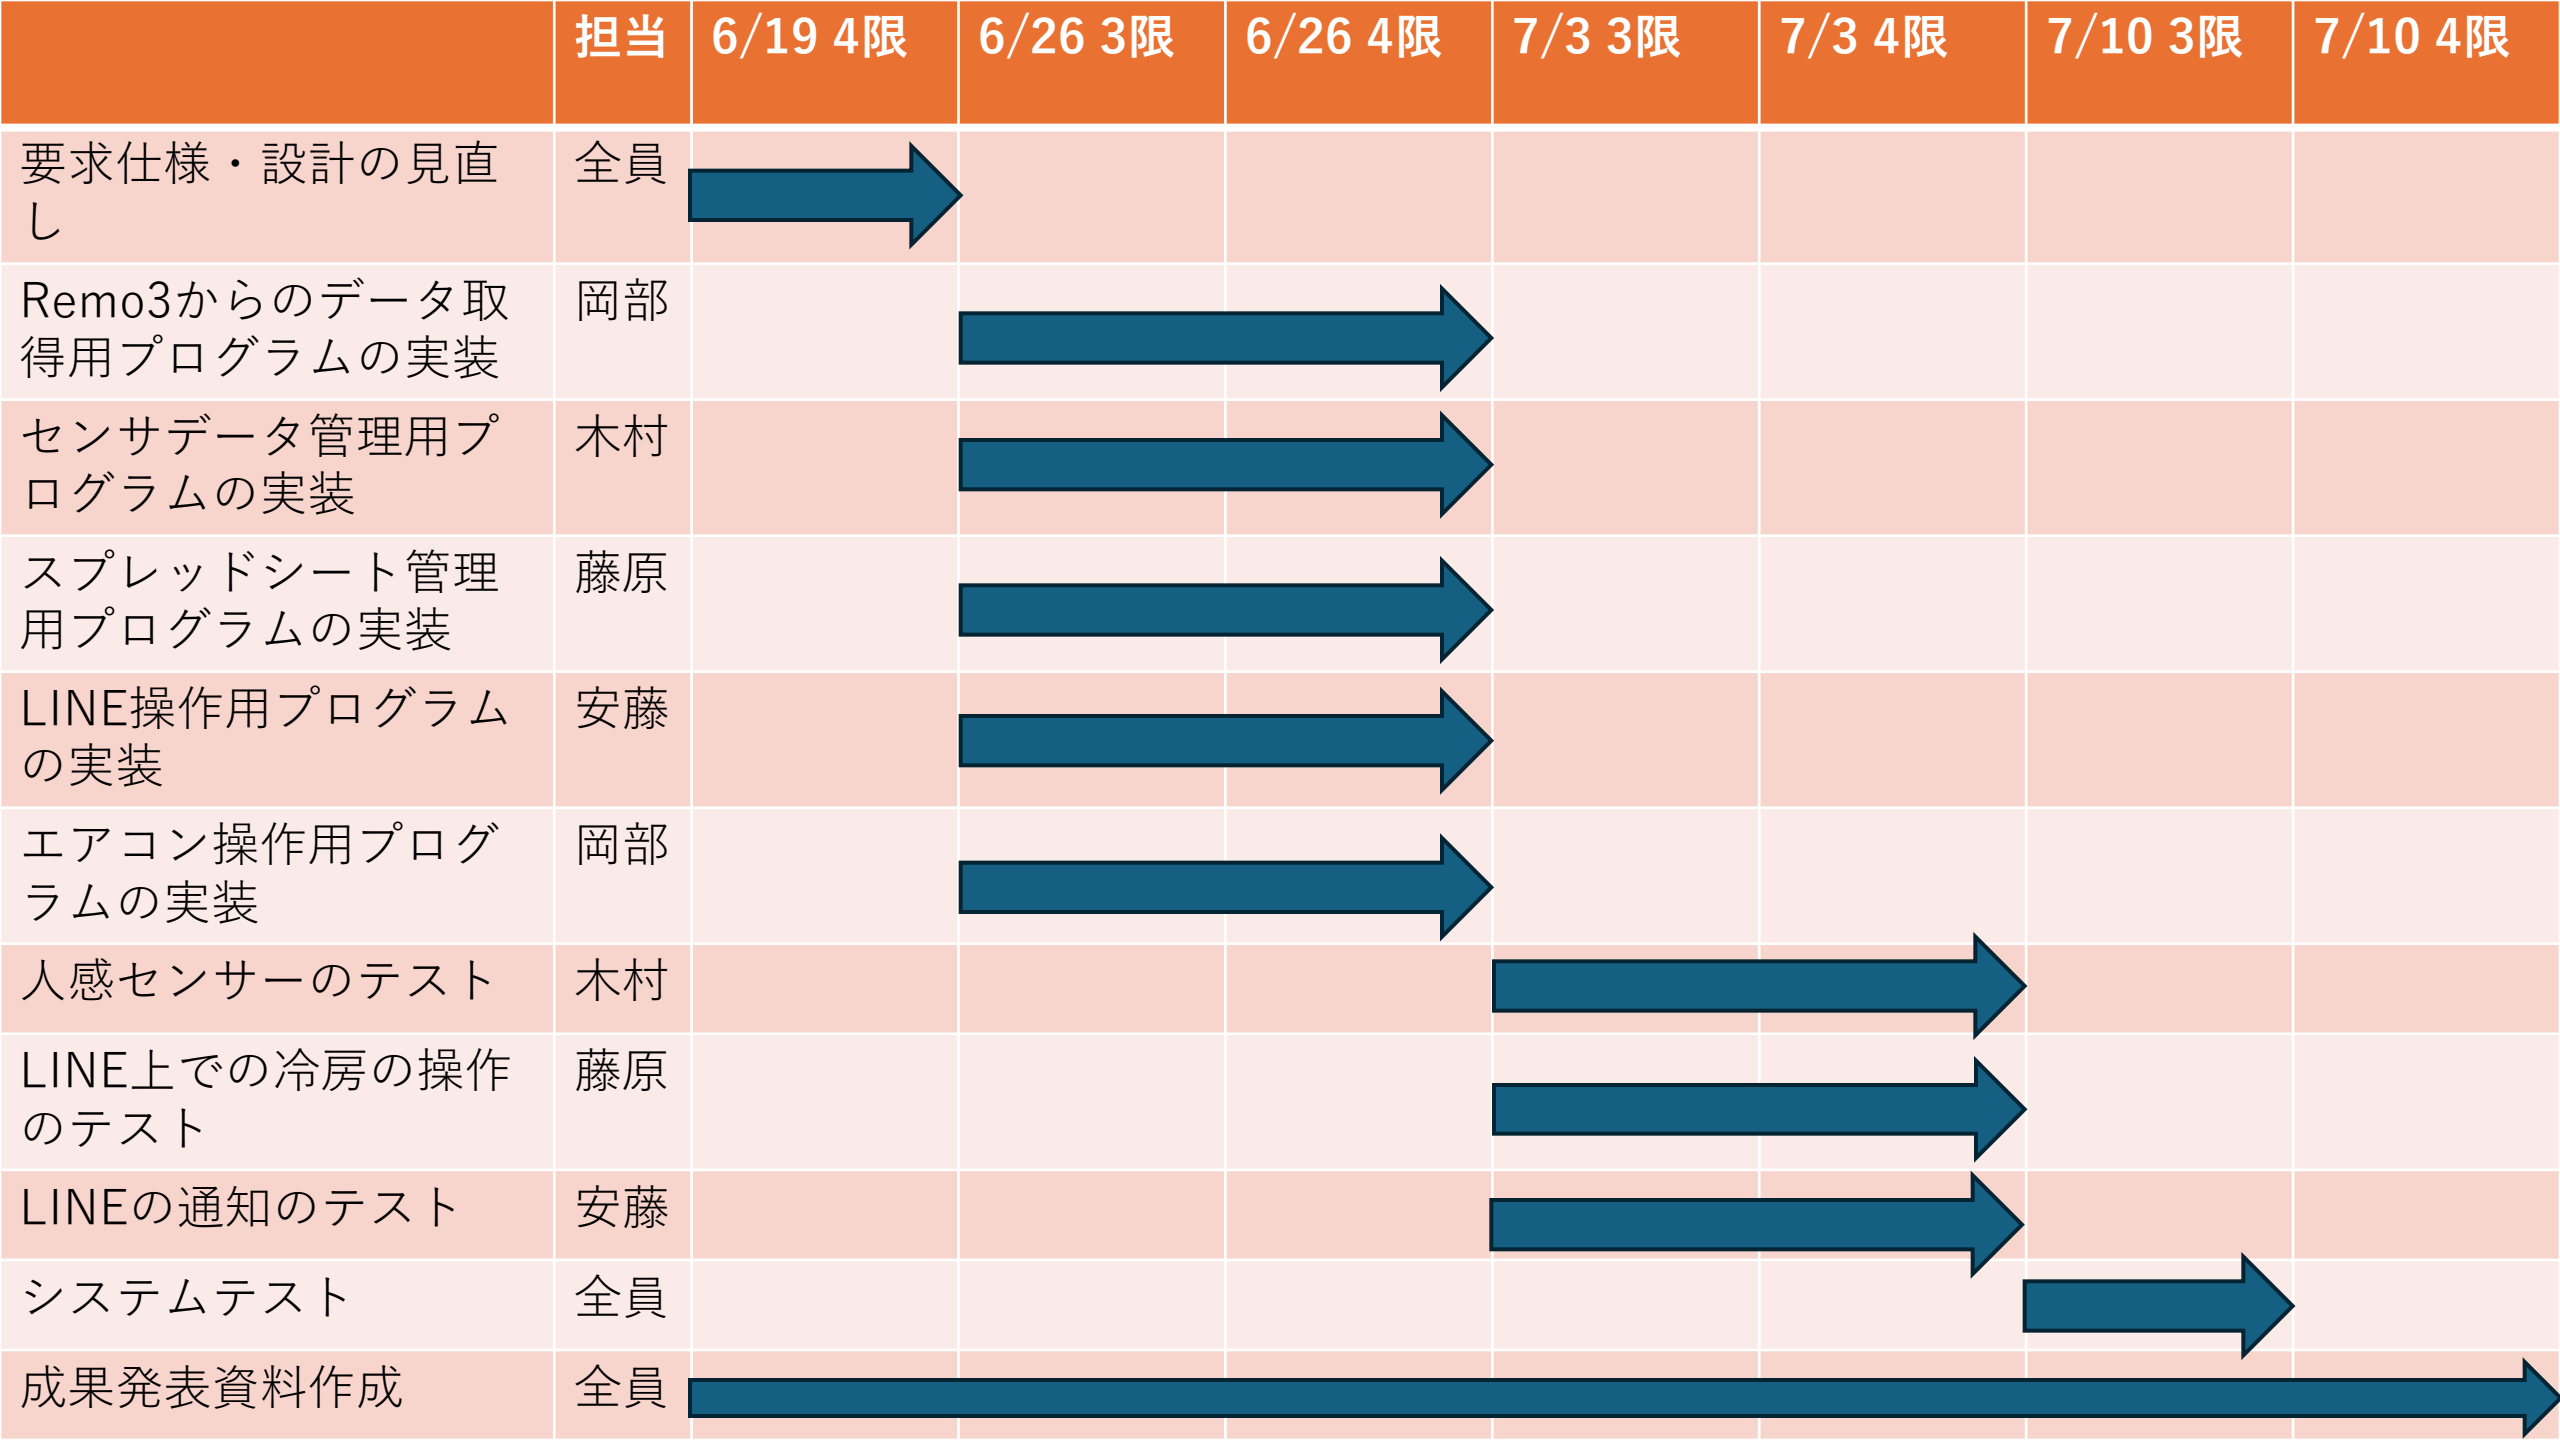 担当 6/19 4限 6/26 3限 6/26 4限 7/3 3限 7/3 4限 7/10 3限 7/10 4限
要求仕様・設計の見直
し
全員
Remo3からのデータ取
得用プログラムの実装
岡部
センサデータ管理用プ
ログラムの実装
木村
スプレッドシート管理
用プログラムの実装
藤原
LINE操作用プログラム
の実装
安藤
エアコン操作用プログ
ラムの実装
岡部
人感センサーのテスト
木村
LINE上での冷房の操作
のテスト
藤原
LINEの通知のテスト
安藤
システムテスト
全員
成果発表資料作成
全員